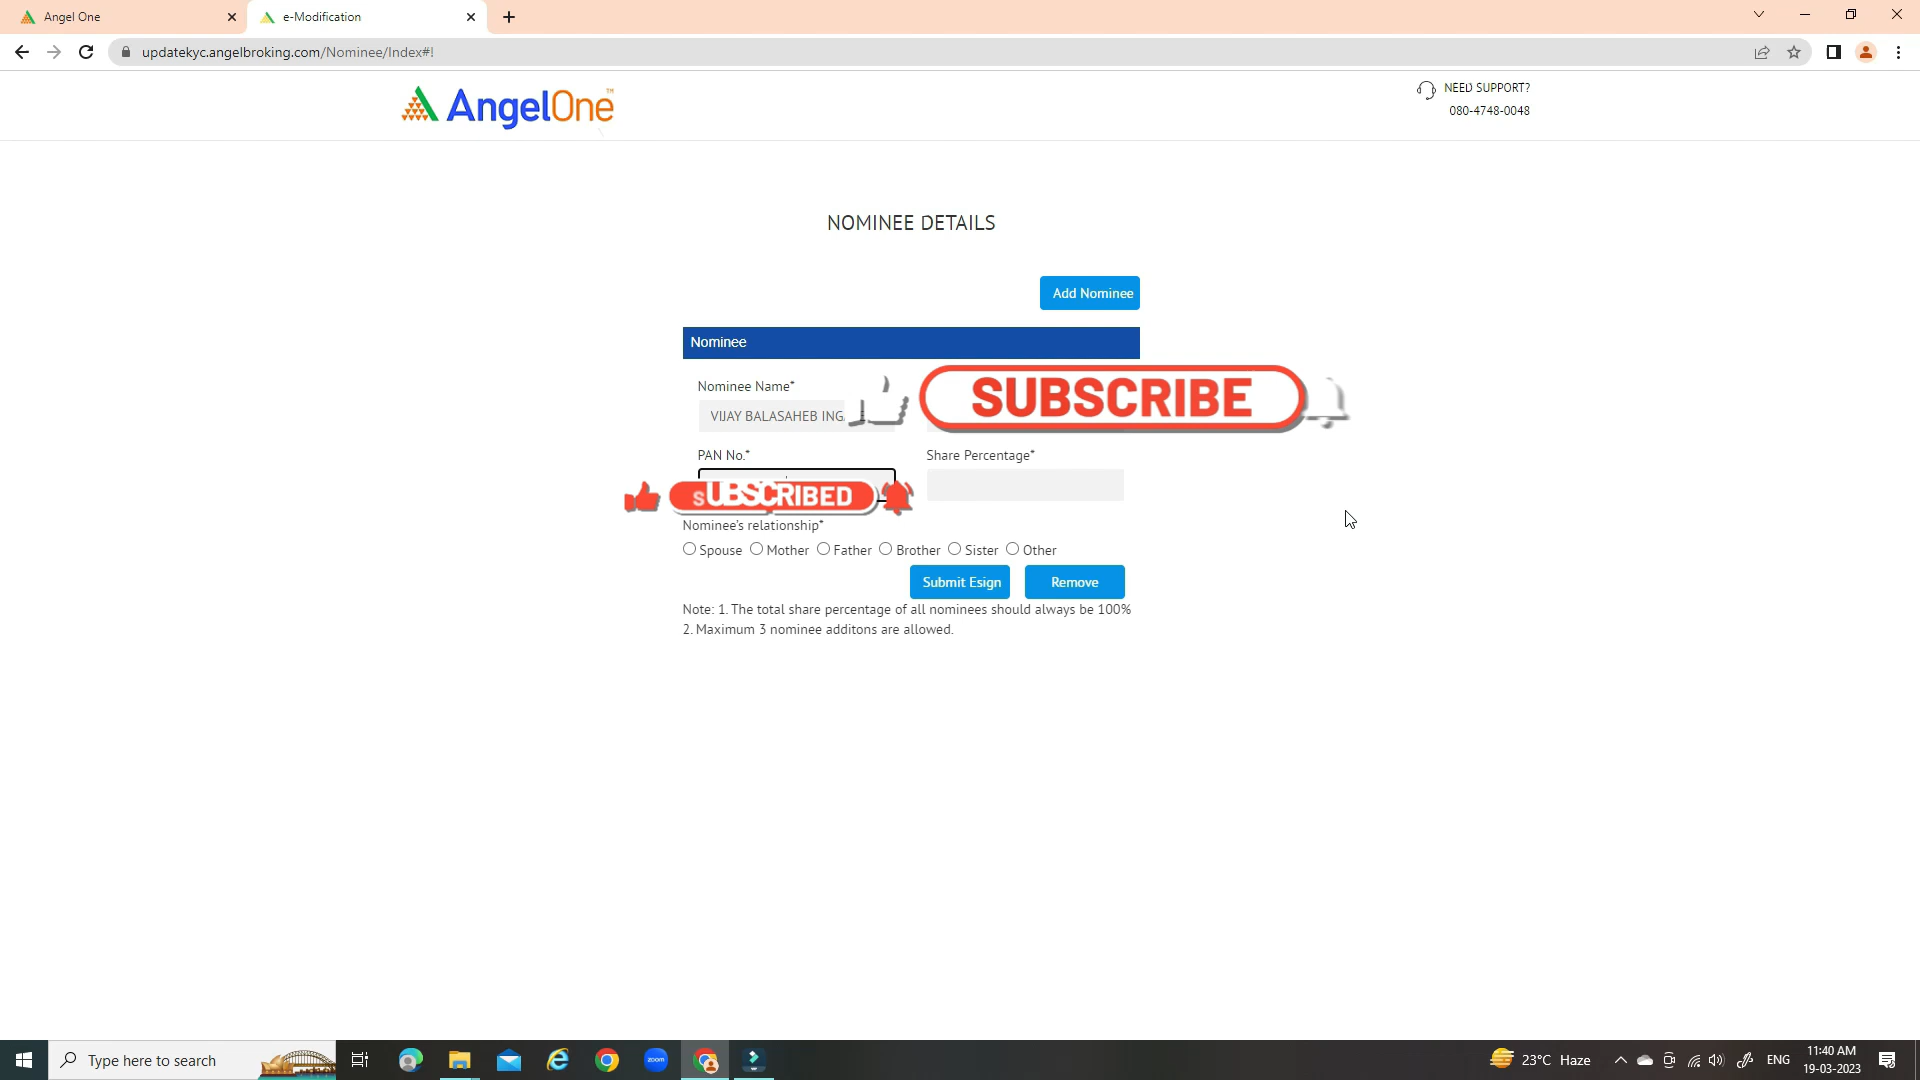 Angel One
e-Modification
updatekyc.angelbroking.com/Nominee/Index#!
AngelOne™
NEED SUPPORT?
080-4748-0048
NOMINEE DETAILS
Add Nominee
Nominee
Nominee Name*
VIJAY BALASAHEB ING
SUBSCRIBE
PAN No.*
Share Percentage*
SUBSCRIBED
Nominee's relationship*
Spouse Mother Father Brother Sister Other
Submit Esign
Remove
Note: 1. The total share percentage of all nominees should always be 100%
2. Maximum 3 nominee additons are allowed.
Type here to search
zoom
23°C Haze
ENG
11:40 AM
19-03-2023